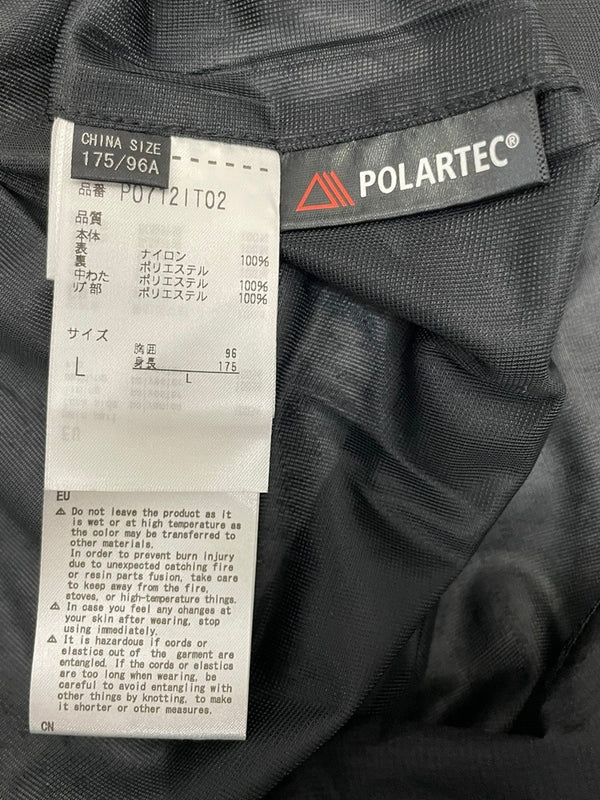 CHINA SIZE
175/96A
品番 P07121T02
品質
本体
表 ナイロン 100%
裏 ポリエステル
中わた ポリエステル 100%
ﾘﾌﾞ部 ポリエステル 100%
サイズ
L
胸囲 96
身長 175
L
POLARTEC®
EU
⚠ Do not leave the product as it
is wet or at high temperature as
the color may be transferred to
other materials.
In order to prevent burn injury
due to unexpected catching fire
or resin parts fusion, take care
to keep away from the fire,
stoves, or high-temperature things.
⚠ In case you feel any changes at
your skin after wearing, stop
using immediately.
⚠ It is hazardous if cords or
elastics out of the garment are
entangled. If the cords or elastics
are too long when wearing, be
careful to avoid entangling with
other things by knotting, to make
it shorter or other measures.
CN